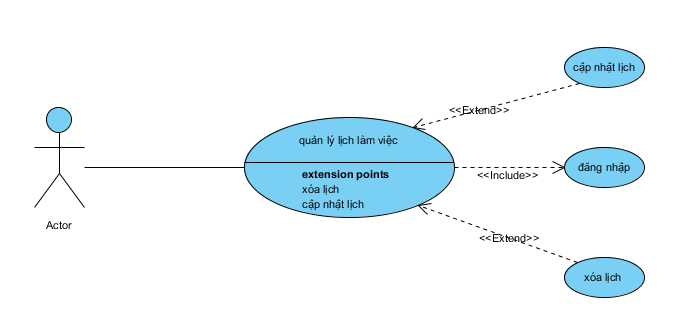 cập nhật lịch
<<Extend>>
quản lý lịch làm việc
extension points
xóa lịch
cập nhật lịch
đăng nhập
<<Include>>
Actor
<<Extend>>
xóa lịch